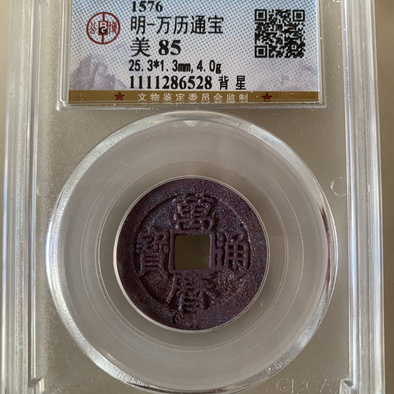 1576
明-万历通宝
美 85
25.3*1.3mm,4.0g
1111286528 背星
★ 文物鉴定委员会监制 ★
萬曆通寶